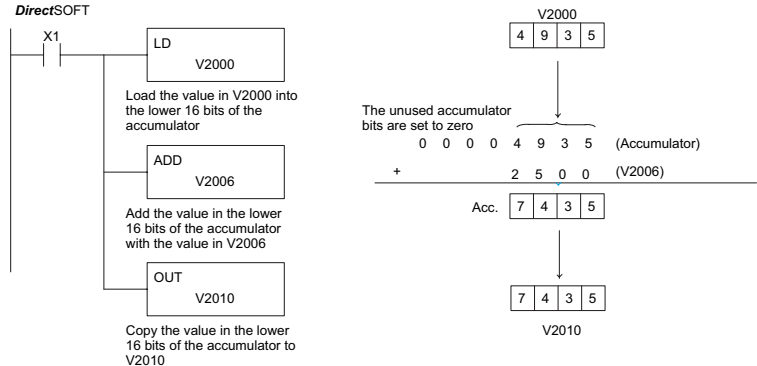 DirectSOFT
X1
LD
V2000
Load the value in V2000 into
the lower 16 bits of the
accumulator
ADD
V2006
Add the value in the lower
16 bits of the accumulator
with the value in V2006
OUT
V2010
Copy the value in the lower
16 bits of the accumulator to
V2010
V2000
4 9 3 5
The unused accumulator
bits are set to zero
0 0 0 0 4 9 3 5 (Accumulator)
+ 2 5 0 0 (V2006)
Acc. 7 4 3 5
7 4 3 5
V2010